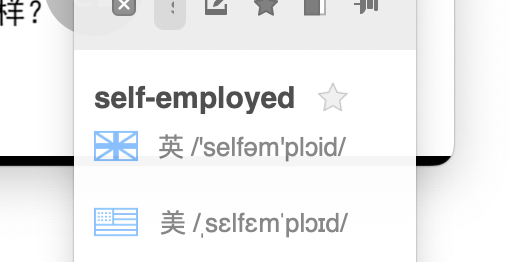 样？
self-employed
英 /'selfəm'plɔid/
美 /ˌsɛlfɛmˈplɔɪd/